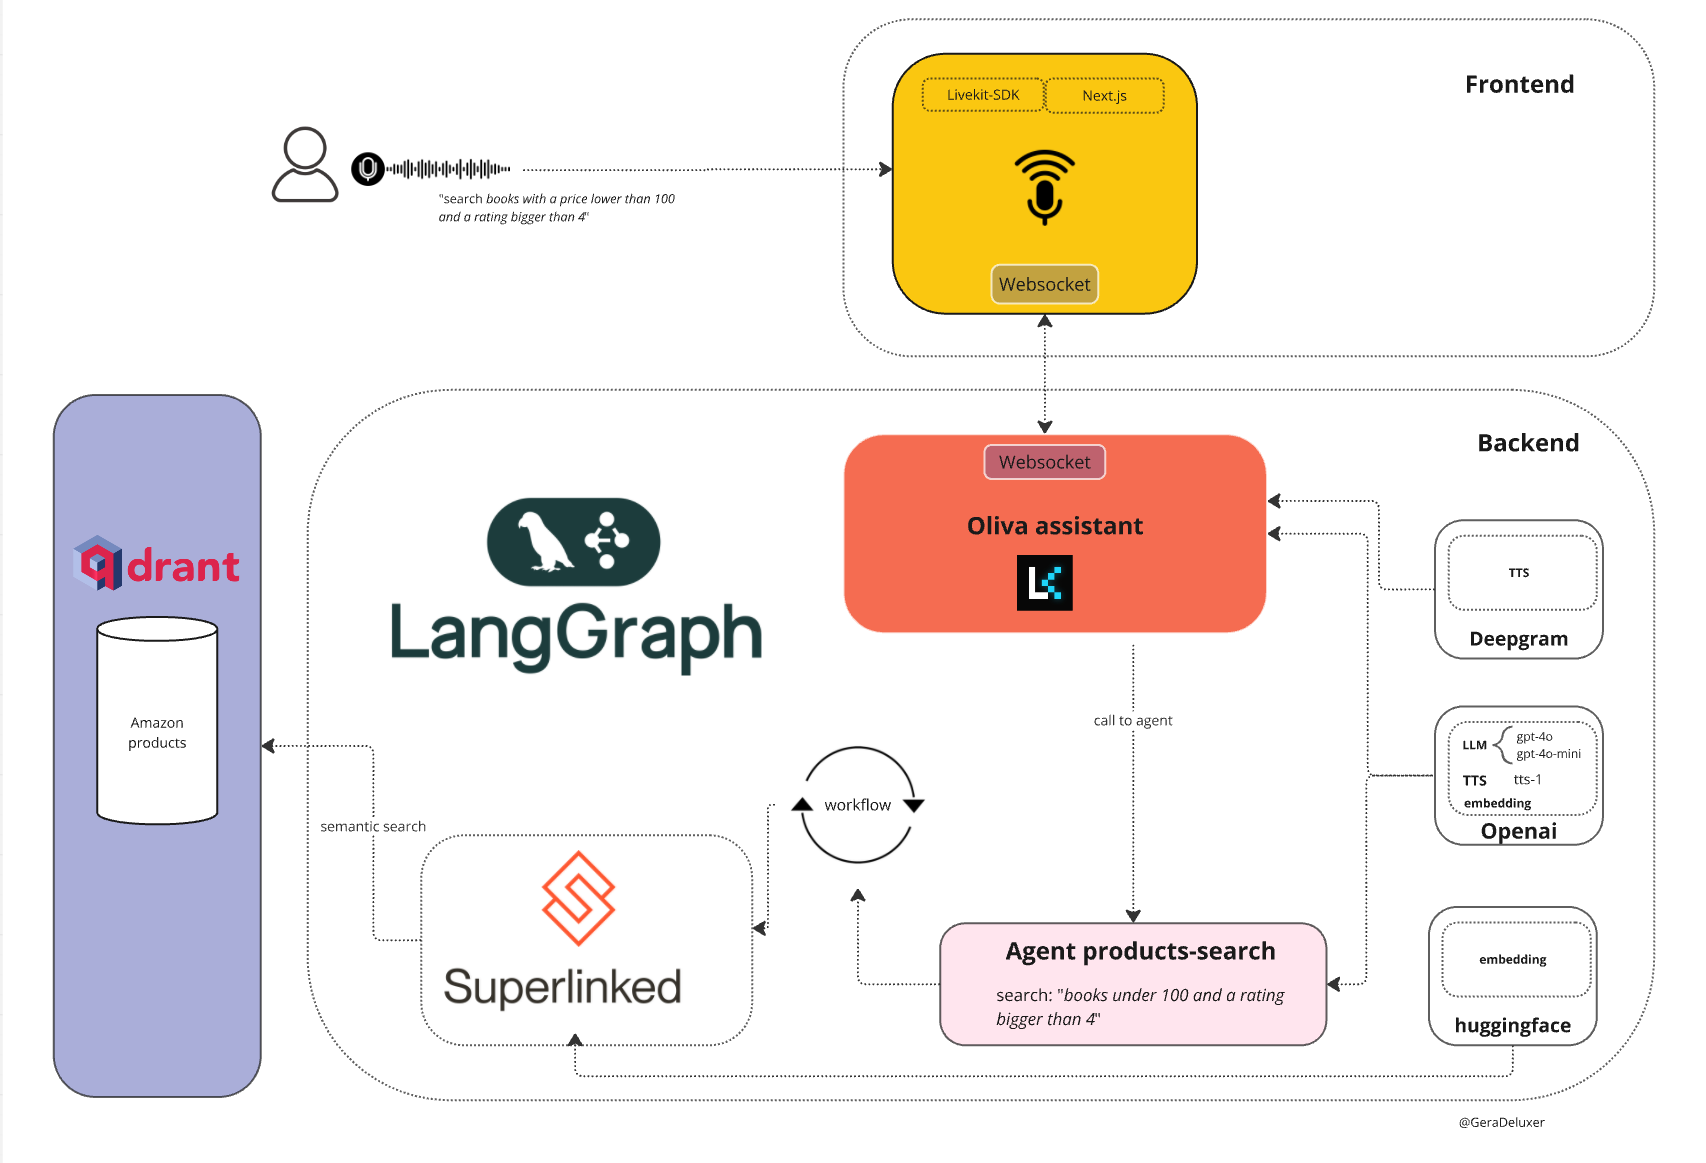 Frontend
Livekit-SDK
Next.js
"search books with a price lower than 100
and a rating bigger than 4"
Websocket
Backend
Websocket
Oliva assistant
LK
qdrant
LangGraph
TTS
Deepgram
Amazon
products
call to agent
LLM
gpt-4o
gpt-4o-mini
TTS
tts-1
embedding
Openai
workflow
semantic search
Superlinked
Agent products-search
search: "books under 100 and a rating
bigger than 4"
embedding
huggingface
@GeraDeluxer